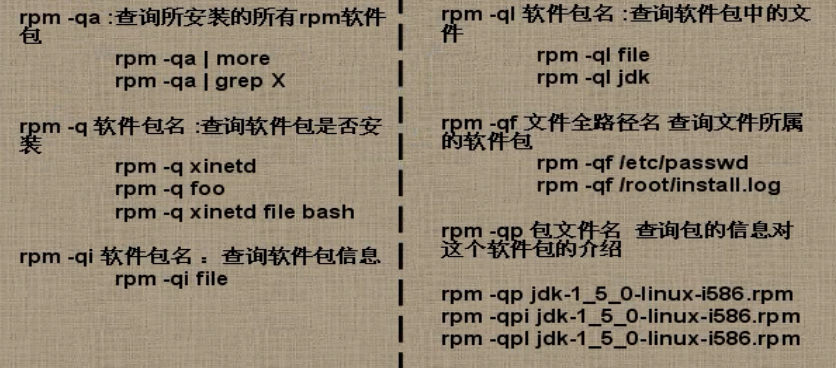 rpm -qa :查询所安装的所有rpm软件
包
rpm -qa | more
rpm -qa | grep X
rpm -q 软件包名 :查询软件包是否安
装
rpm -q xinetd
rpm -q foo
rpm -q xinetd file bash
rpm -qi 软件包名 ：查询软件包信息
rpm -qi file
rpm -ql 软件包名 :查询软件包中的文
件
rpm -ql file
rpm -ql jdk
rpm -qf 文件全路径名 查询文件所属
的软件包
rpm -qf /etc/passwd
rpm -qf /root/install.log
rpm -qp 包文件名 查询包的信息对
这个软件包的介绍
rpm -qp jdk-1_5_0-linux-i586.rpm
rpm -qpi jdk-1_5_0-linux-i586.rpm
rpm -qpl jdk-1_5_0-linux-i586.rpm